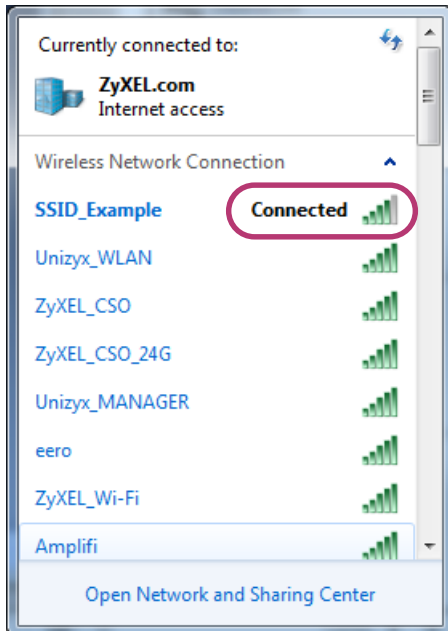 Currently connected to:
ZyXEL.com
Internet access
Wireless Network Connection
SSID_Example Connected
Unizyx_WLAN
ZyXEL_CSO
ZyXEL_CSO_24G
Unizyx_MANAGER
eero
ZyXEL_Wi-Fi
Amplifi
Open Network and Sharing Center